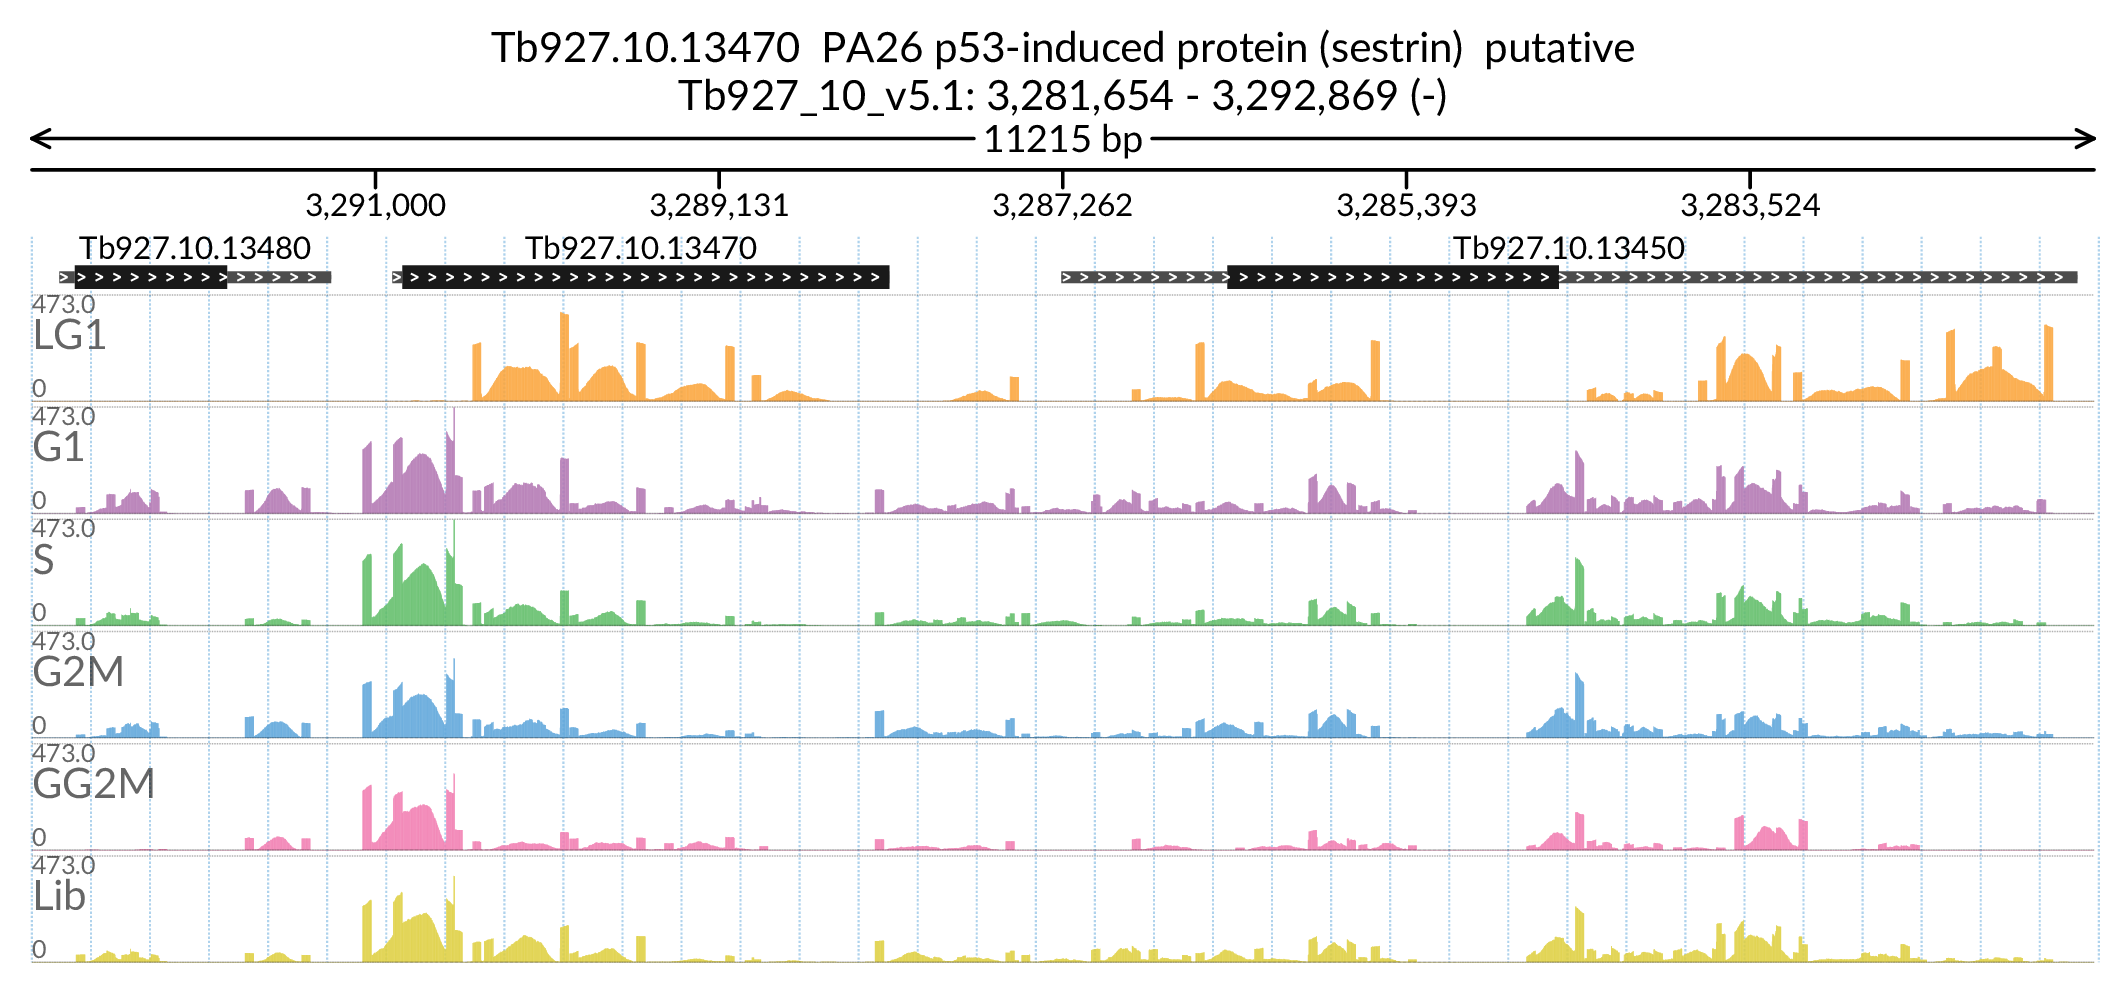 Tb927.10.13470  PA26 p53-induced protein (sestrin)  putative
Tb927_10_v5.1: 3,281,654 - 3,292,869 (-)
11215 bp
3,291,000 3,289,131 3,287,262 3,285,393 3,283,524
Tb927.10.13480 Tb927.10.13470 Tb927.10.13450
473.0
LG1
0
473.0
G1
0
473.0
S
0
473.0
G2M
0
473.0
GG2M
0
473.0
Lib
0